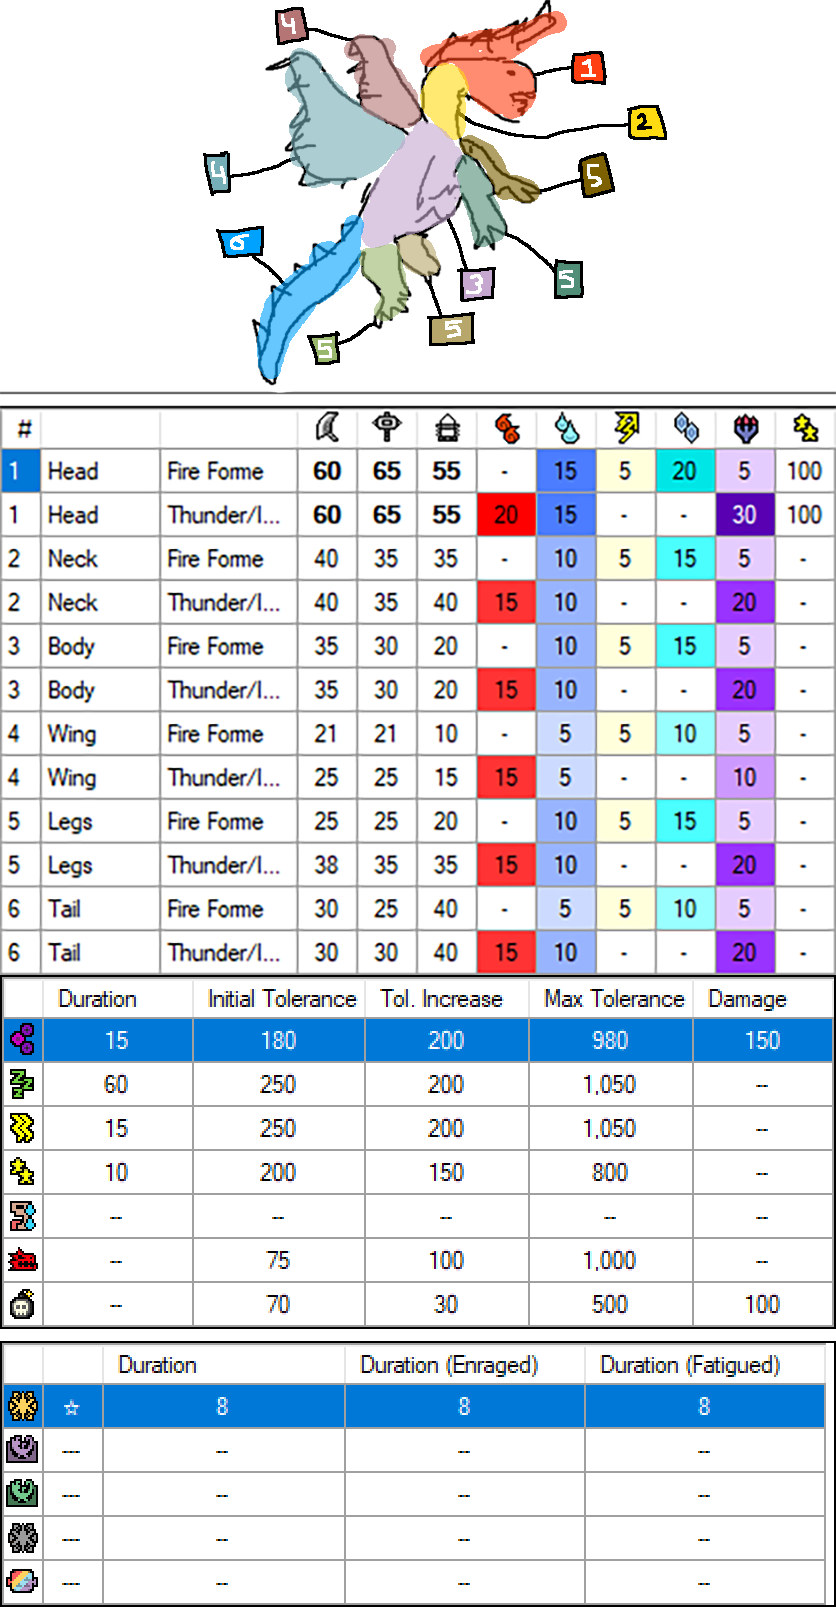 4
1
2
5
4
6
5
3
5
5
#
1 Head Fire Forme 60 65 55 - 15 5 20 5 100
1 Head Thunder/I... 60 65 55 20 15 - - 30 100
2 Neck Fire Forme 40 35 35 - 10 5 15 5 -
2 Neck Thunder/I... 40 35 40 15 10 - - 20 -
3 Body Fire Forme 35 30 20 - 10 5 15 5 -
3 Body Thunder/I... 35 30 20 15 10 - - 20 -
4 Wing Fire Forme 21 21 10 - 5 5 10 5 -
4 Wing Thunder/I... 25 25 15 15 5 - - 10 -
5 Legs Fire Forme 25 25 20 - 10 5 15 5 -
5 Legs Thunder/I... 38 35 35 15 10 - - 20 -
6 Tail Fire Forme 30 25 40 - 5 5 10 5 -
6 Tail Thunder/I... 30 30 40 15 10 - - 20 -
Duration Initial Tolerance Tol. Increase Max Tolerance Damage
15 180 200 980 150
60 250 200 1,050 --
15 250 200 1,050 --
10 200 150 800 --
-- -- -- -- --
-- 75 100 1,000 --
-- 70 30 500 100
Duration Duration (Enraged) Duration (Fatigued)
☆ 8 8 8
--- -- -- --
--- -- -- --
--- -- -- --
--- -- -- --